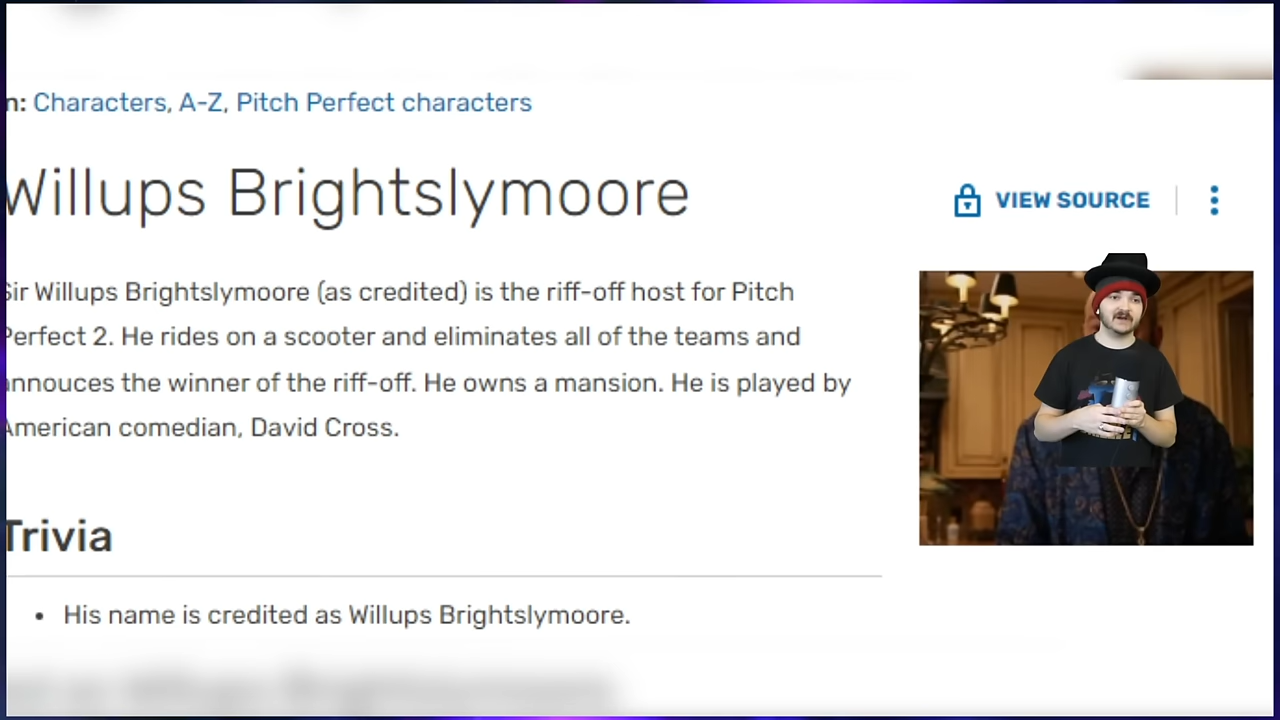 n: Characters, A-Z, Pitch Perfect characters
Willups Brightslymoore
VIEW SOURCE
Sir Willups Brightslymoore (as credited) is the riff-off host for Pitch
Perfect 2. He rides on a scooter and eliminates all of the teams and
annouces the winner of the riff-off. He owns a mansion. He is played by
American comedian, David Cross.
Trivia
• His name is credited as Willups Brightslymoore.